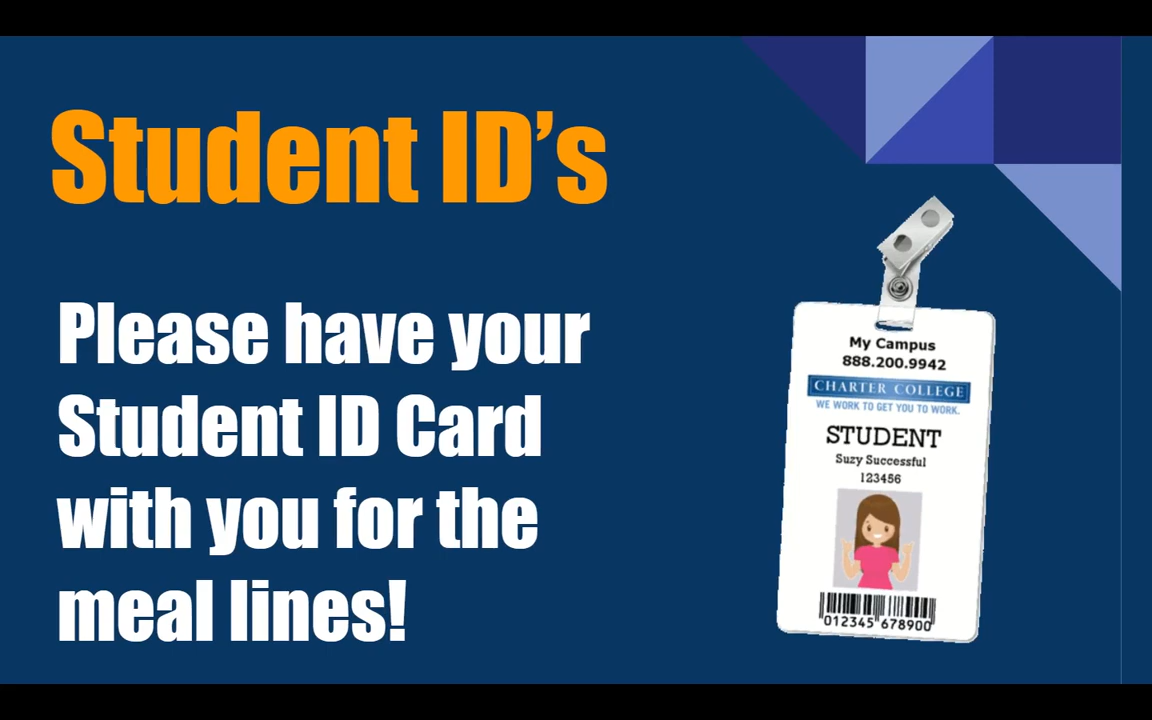 Student ID’s
Please have your
Student ID Card
with you for the
meal lines!
My Campus
888.200.9942
CHARTER COLLEGE
WE WORK TO GET YOU TO WORK.
STUDENT
Suzy Successful
123456
012345 678900